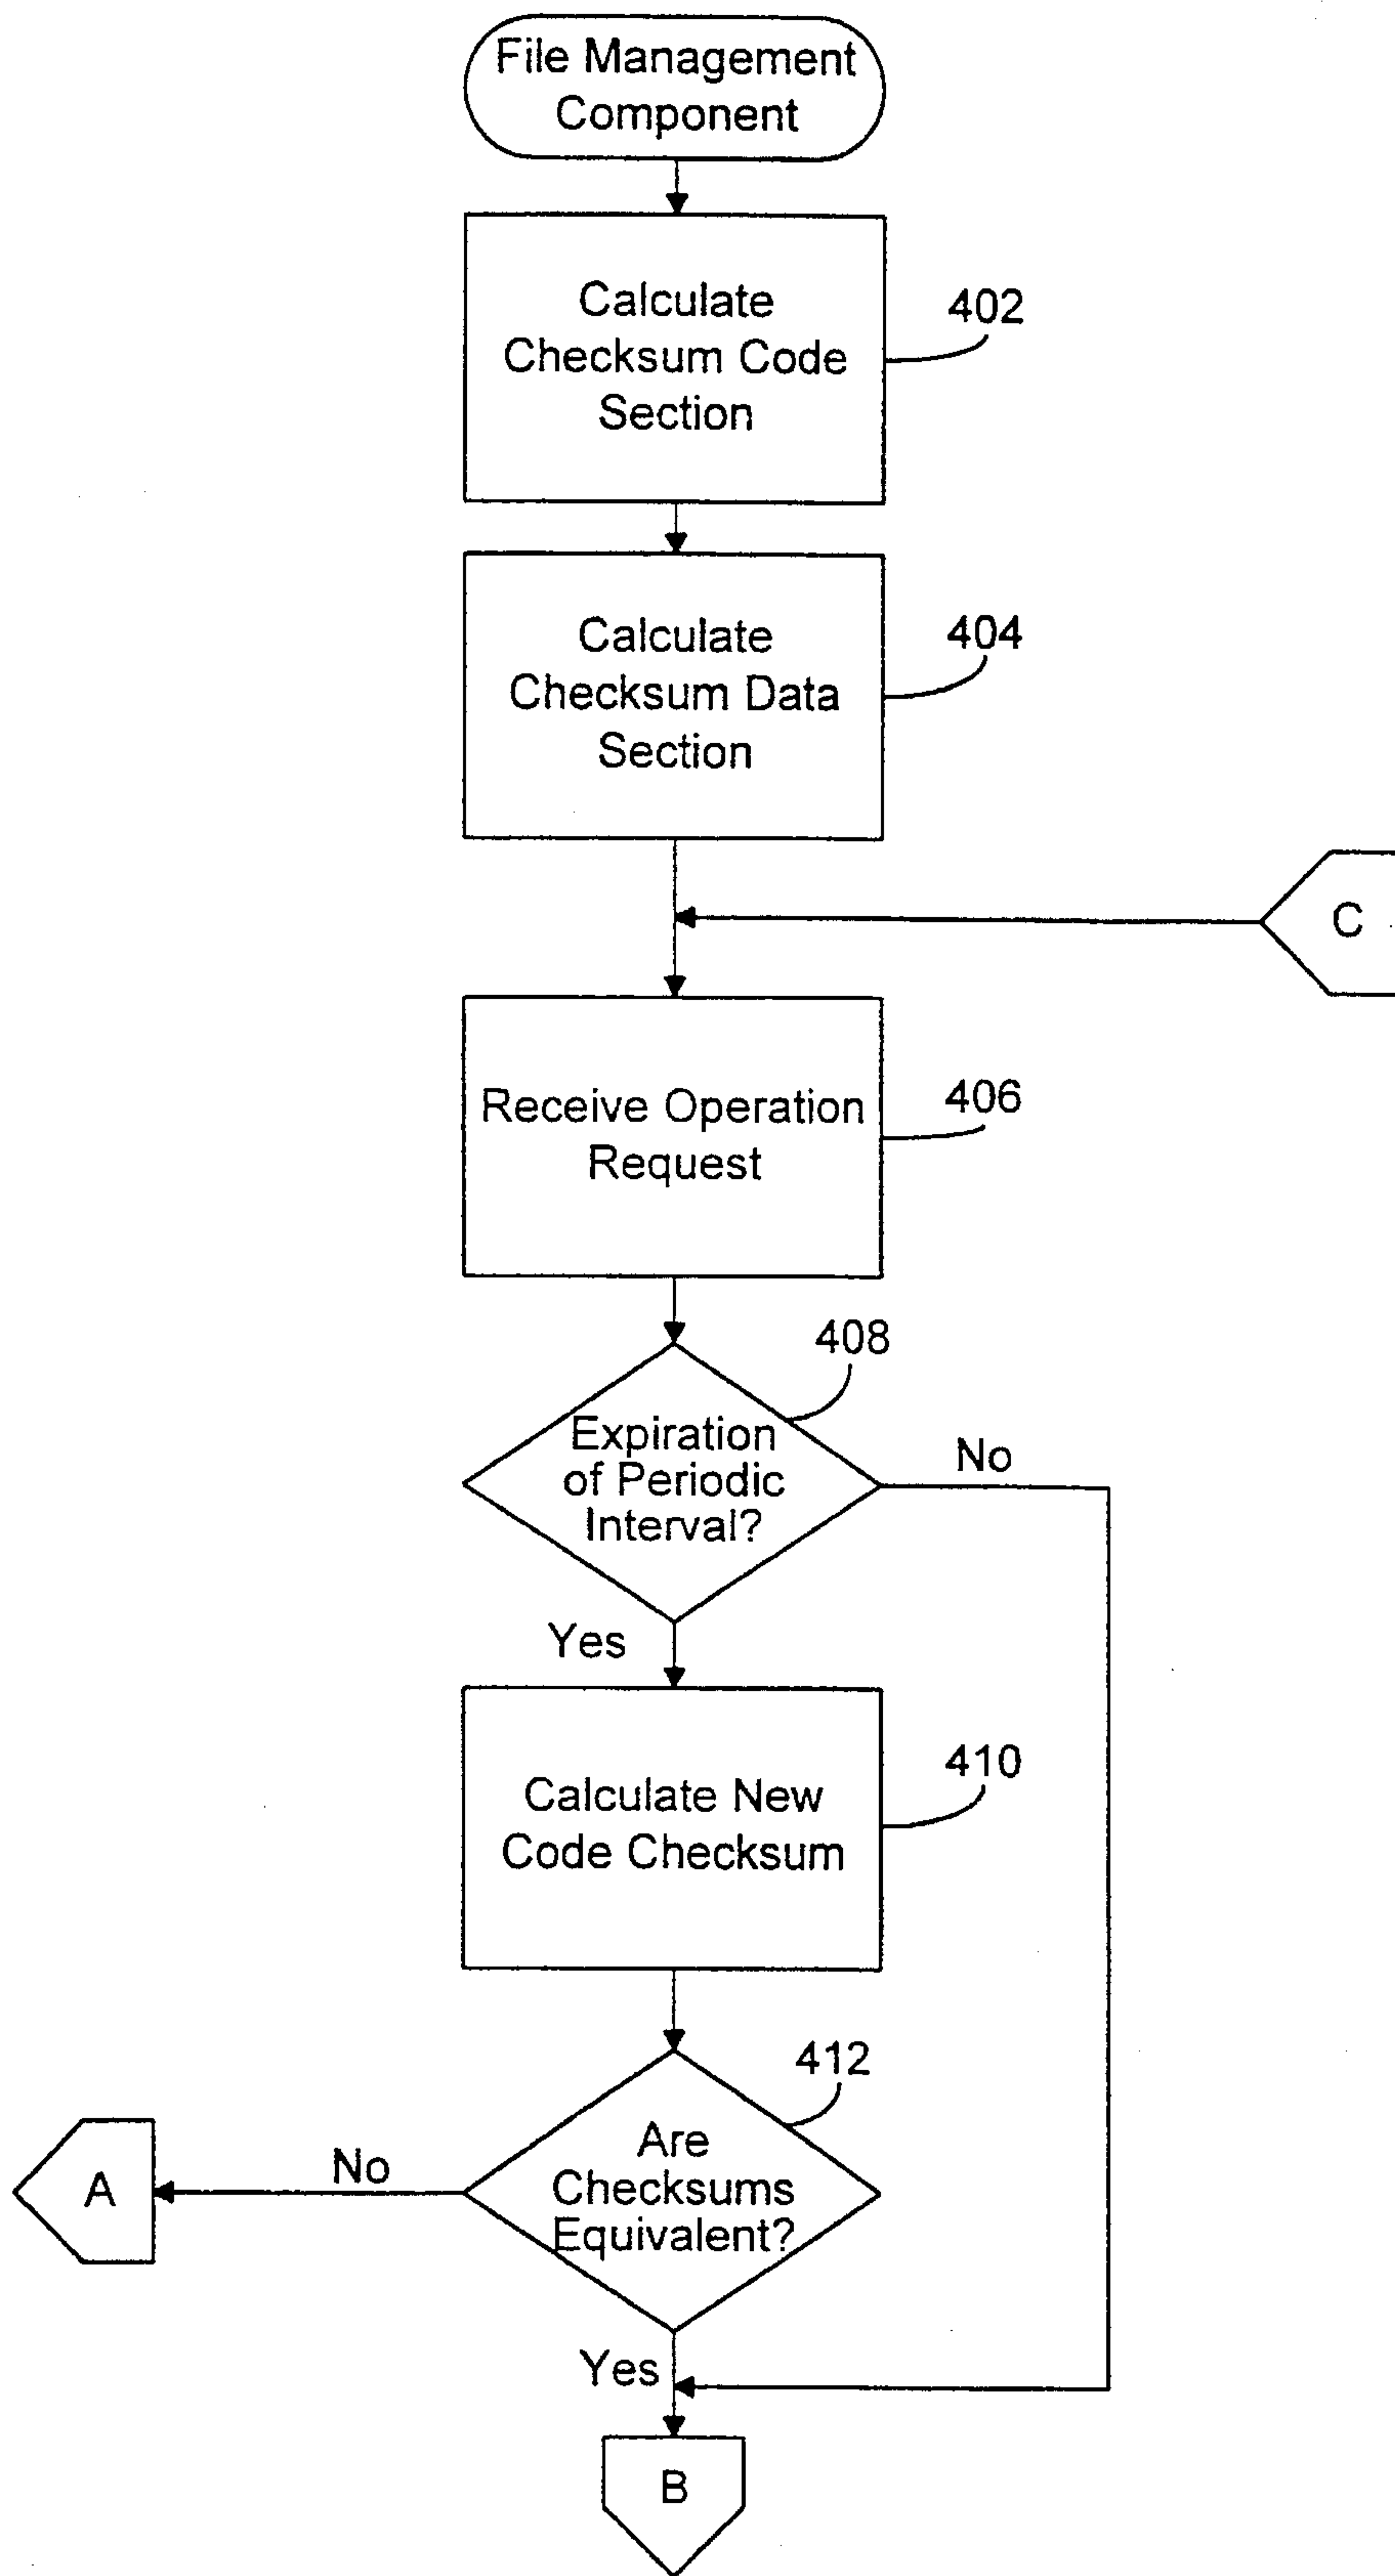 File Management
Component
Calculate
Checksum Code
Section
402
Calculate
Checksum Data
Section
404
C
Receive Operation
Request
406
408
Expiration
of Periodic
Interval?
No
Yes
Calculate New
Code Checksum
410
412
Are
Checksums
Equivalent?
No
A
Yes
B